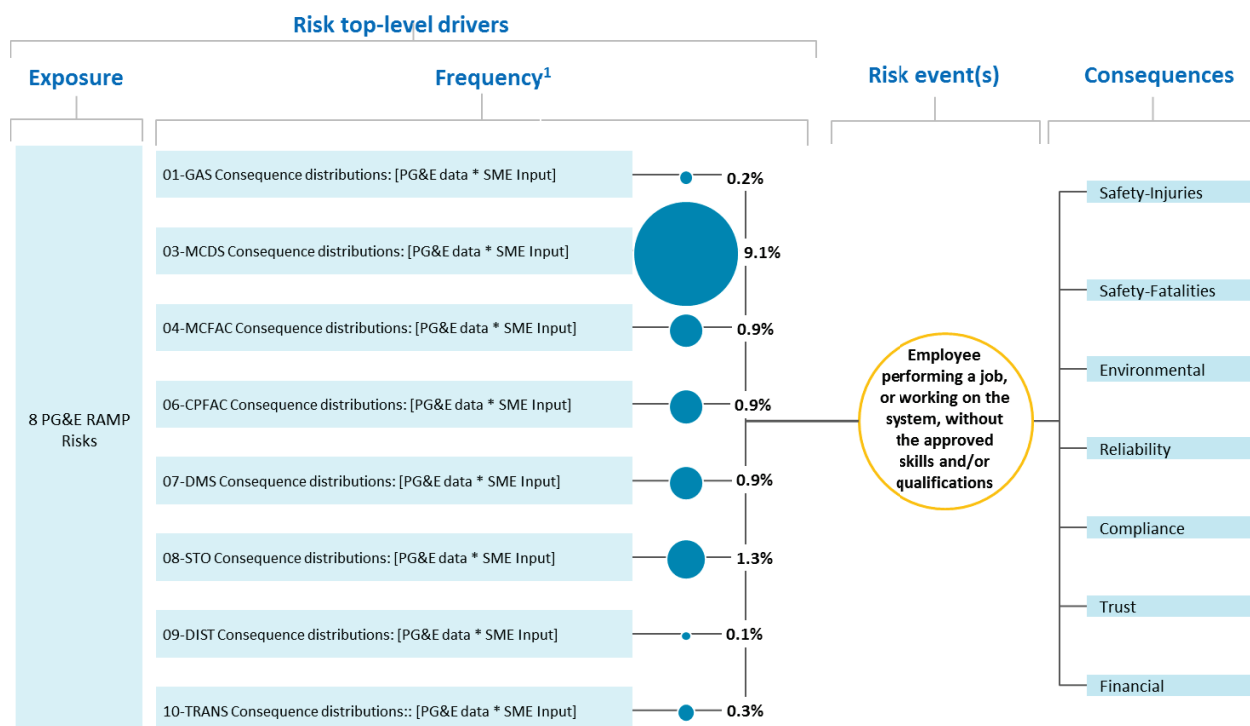 Risk top-level drivers
Exposure
Frequency1
Risk event(s)
Consequences
8 PG&E RAMP
Risks
01-GAS Consequence distributions: [PG&E data * SME Input]
0.2%
03-MCDS Consequence distributions: [PG&E data * SME Input]
9.1%
04-MCFAC Consequence distributions: [PG&E data * SME Input]
0.9%
06-CPFAC Consequence distributions: [PG&E data * SME Input]
0.9%
07-DMS Consequence distributions: [PG&E data * SME Input]
0.9%
08-STO Consequence distributions: [PG&E data * SME Input]
1.3%
09-DIST Consequence distributions: [PG&E data * SME Input]
0.1%
10-TRANS Consequence distributions:: [PG&E data * SME Input]
0.3%
Employee
performing a job,
or working on the
system, without
the approved
skills and/or
qualifications
Safety-Injuries
Safety-Fatalities
Environmental
Reliability
Compliance
Trust
Financial